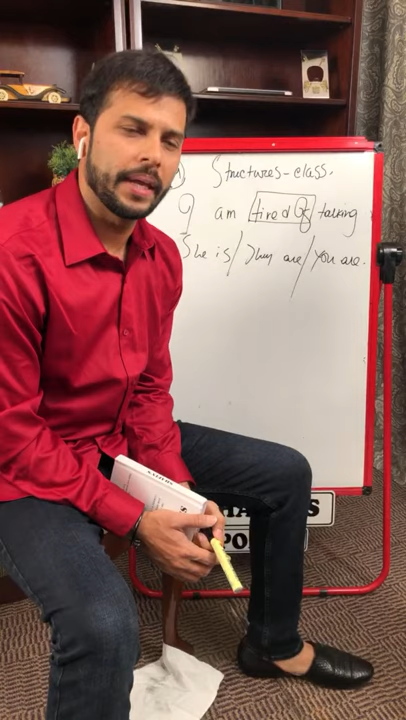 Structures-class.
I am tired Of talking
She is/ They are/ You are.